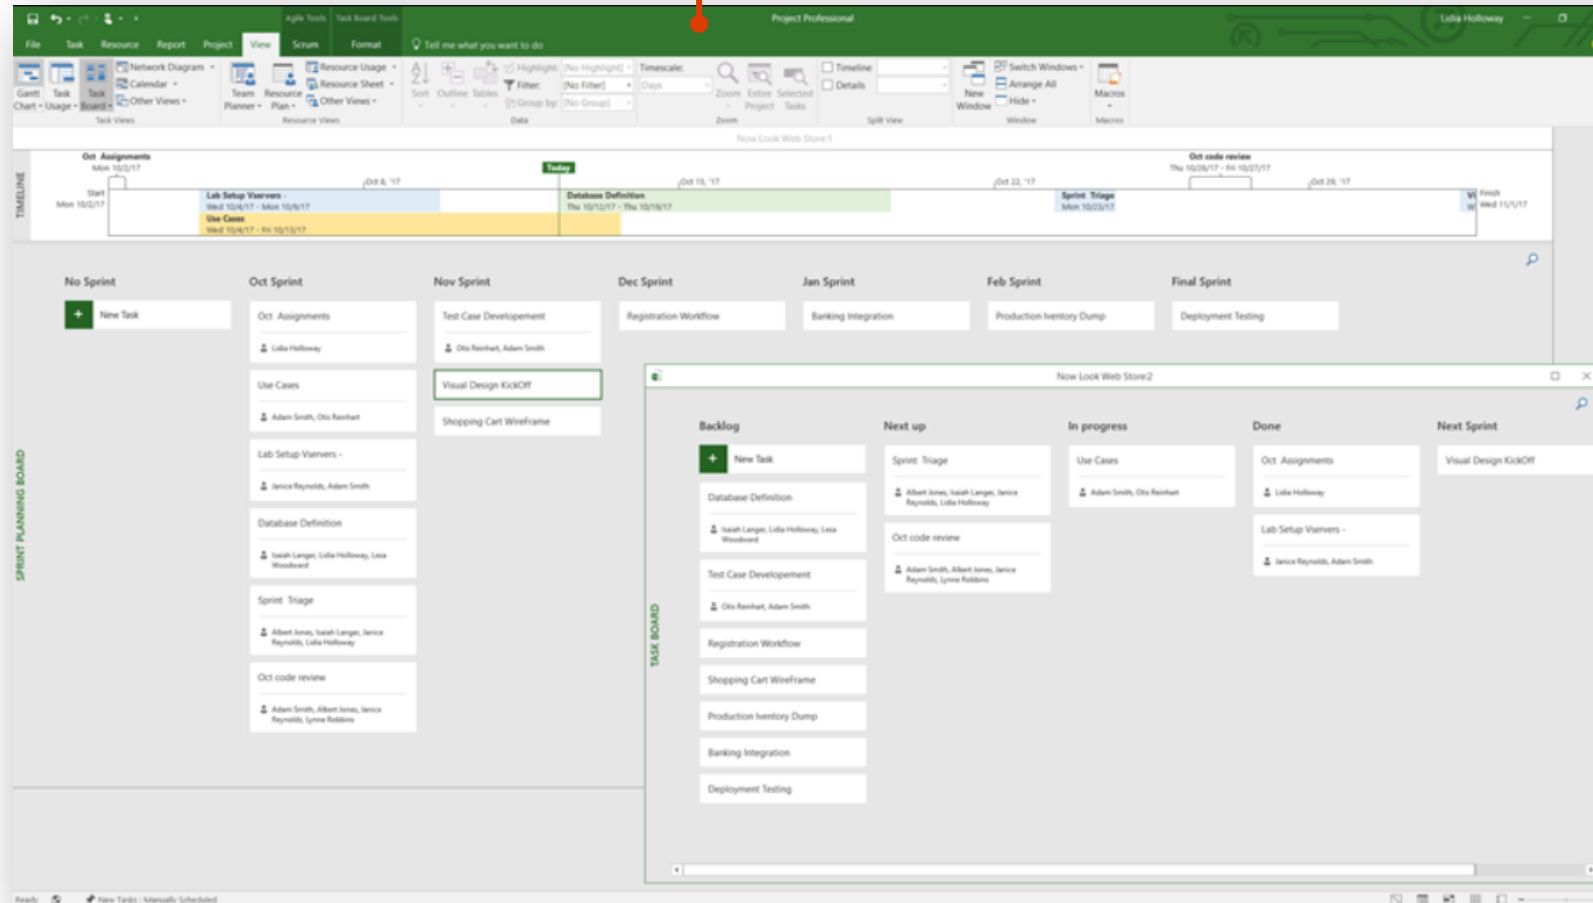 Agile Tools Task Board Tools Project Professional Lidia Holloway
File Task Resource Report Project View Scrum Format Tell me what you want to do
Gantt Chart
Task Usage
Task Board
Network Diagram
Calendar
Other Views
Task Views
Team Planner
Resource Plan
Resource Usage
Resource Sheet
Other Views
Resource Views
Sort Outline Tables
Highlight: [No Highlight]
Filter: [No Filter]
Group by: [No Group]
Data
Timescale:
Days
Zoom
Entire Project
Selected Tasks
Zoom
Timeline
Details
Split View
New Window
Switch Windows
Arrange All
Hide
Window
Macros
Macros
Now Look Web Store:1
TIMELINE
Oct Assignments
Mon 10/2/17
Today
Oct code review
Thu 10/26/17 - Fri 10/27/17
Oct 8, '17
Oct 15, '17
Oct 22, '17
Oct 29, '17
Start
Mon 10/2/17
Lab Setup Vservers -
Wed 10/4/17 - Mon 10/9/17
Use Cases
Wed 10/4/17 - Fri 10/13/17
Database Definition
Thu 10/12/17 - Thu 10/19/17
Sprint Triage
Mon 10/23/17
Vi
W
Finish
Wed 11/1/17
SPRINT PLANNING BOARD
No Sprint
+ New Task
Oct Sprint
Oct Assignments
Lidia Holloway
Use Cases
Adam Smith, Otis Reinhart
Lab Setup Vservers -
Janice Reynolds, Adam Smith
Database Definition
Isaiah Langer, Lidia Holloway, Lesa
Woodward
Sprint Triage
Albert Jones, Isaiah Langer, Janice
Reynolds, Lidia Holloway
Oct code review
Adam Smith, Albert Jones, Janice
Reynolds, Lynne Robbins
Nov Sprint
Test Case Developement
Otis Reinhart, Adam Smith
Visual Design KickOff
Shopping Cart WireFrame
Dec Sprint
Registration Workflow
Jan Sprint
Banking Integration
Feb Sprint
Production Iventory Dump
Final Sprint
Deployment Testing
Now Look Web Store:2
TASK BOARD
Backlog
+ New Task
Database Definition
Isaiah Langer, Lidia Holloway, Lesa
Woodward
Test Case Developement
Otis Reinhart, Adam Smith
Registration Workflow
Shopping Cart WireFrame
Production Iventory Dump
Banking Integration
Deployment Testing
Next up
Sprint Triage
Albert Jones, Isaiah Langer, Janice
Reynolds, Lidia Holloway
Oct code review
Adam Smith, Albert Jones, Janice
Reynolds, Lynne Robbins
In progress
Use Cases
Adam Smith, Otis Reinhart
Done
Oct Assignments
Lidia Holloway
Lab Setup Vservers -
Janice Reynolds, Adam Smith
Next Sprint
Visual Design KickOff
Ready New Tasks : Manually Scheduled